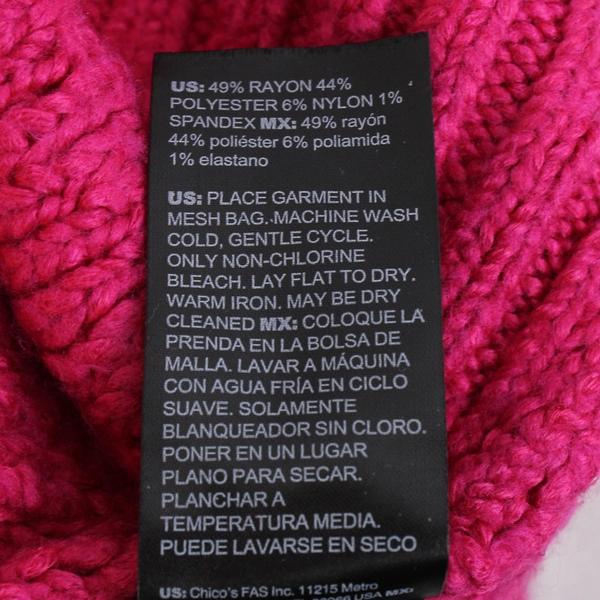 US: 49% RAYON 44%
POLYESTER 6% NYLON 1%
SPANDEX MX: 49% rayón
44% poliéster 6% poliamida
1% elastano
US: PLACE GARMENT IN
MESH BAG. MACHINE WASH
COLD, GENTLE CYCLE.
ONLY NON-CHLORINE
BLEACH. LAY FLAT TO DRY.
WARM IRON. MAY BE DRY
CLEANED MX: COLOQUE LA
PRENDA EN LA BOLSA DE
MALLA. LAVAR A MÁQUINA
CON AGUA FRÍA EN CICLO
SUAVE. SOLAMENTE
BLANQUEADOR SIN CLORO.
PONER EN UN LUGAR
PLANO PARA SECAR.
PLANCHAR A
TEMPERATURA MEDIA.
PUEDE LAVARSE EN SECO
US: Chico's FAS Inc. 11215 Metro
USA MX: